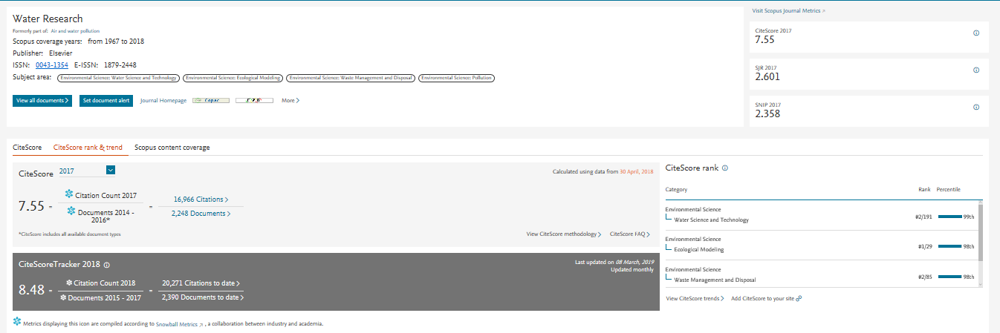 Water Research
Formerly part of: Air and water pollution
Scopus coverage years: from 1967 to 2018
Publisher: Elsevier
ISSN: 0043-1354 E-ISSN: 1879-2448
Subject area: Environmental Science: Water Science and Technology Environmental Science: Ecological Modeling Environmental Science: Waste Management and Disposal Environmental Science: Pollution
View all documents > Set document alert Journal Homepage Copac More >
Visit Scopus Journal Metrics ↗
CiteScore 2017
7.55
SJR 2017
2.601
SNIP 2017
2.358
CiteScore CiteScore rank & trend Scopus content coverage
CiteScore 2017
Calculated using data from 30 April, 2018
7.55 = Citation Count 2017 = 16,966 Citations >
Documents 2014 - 2,248 Documents >
2016*
*CiteScore includes all available document types
View CiteScore methodology > CiteScore FAQ >
CiteScoreTracker 2018
Last updated on 08 March, 2019
Updated monthly
8.48 = Citation Count 2018 = 20,271 Citations to date >
Documents 2015 - 2017 2,390 Documents to date >
Metrics displaying this icon are compiled according to Snowball Metrics ↗, a collaboration between industry and academia.
CiteScore rank
Category Rank Percentile
Environmental Science
Water Science and Technology #2/191 99th
Environmental Science
Ecological Modeling #1/29 98th
Environmental Science
Waste Management and Disposal #2/85 98th
View CiteScore trends > Add CiteScore to your site